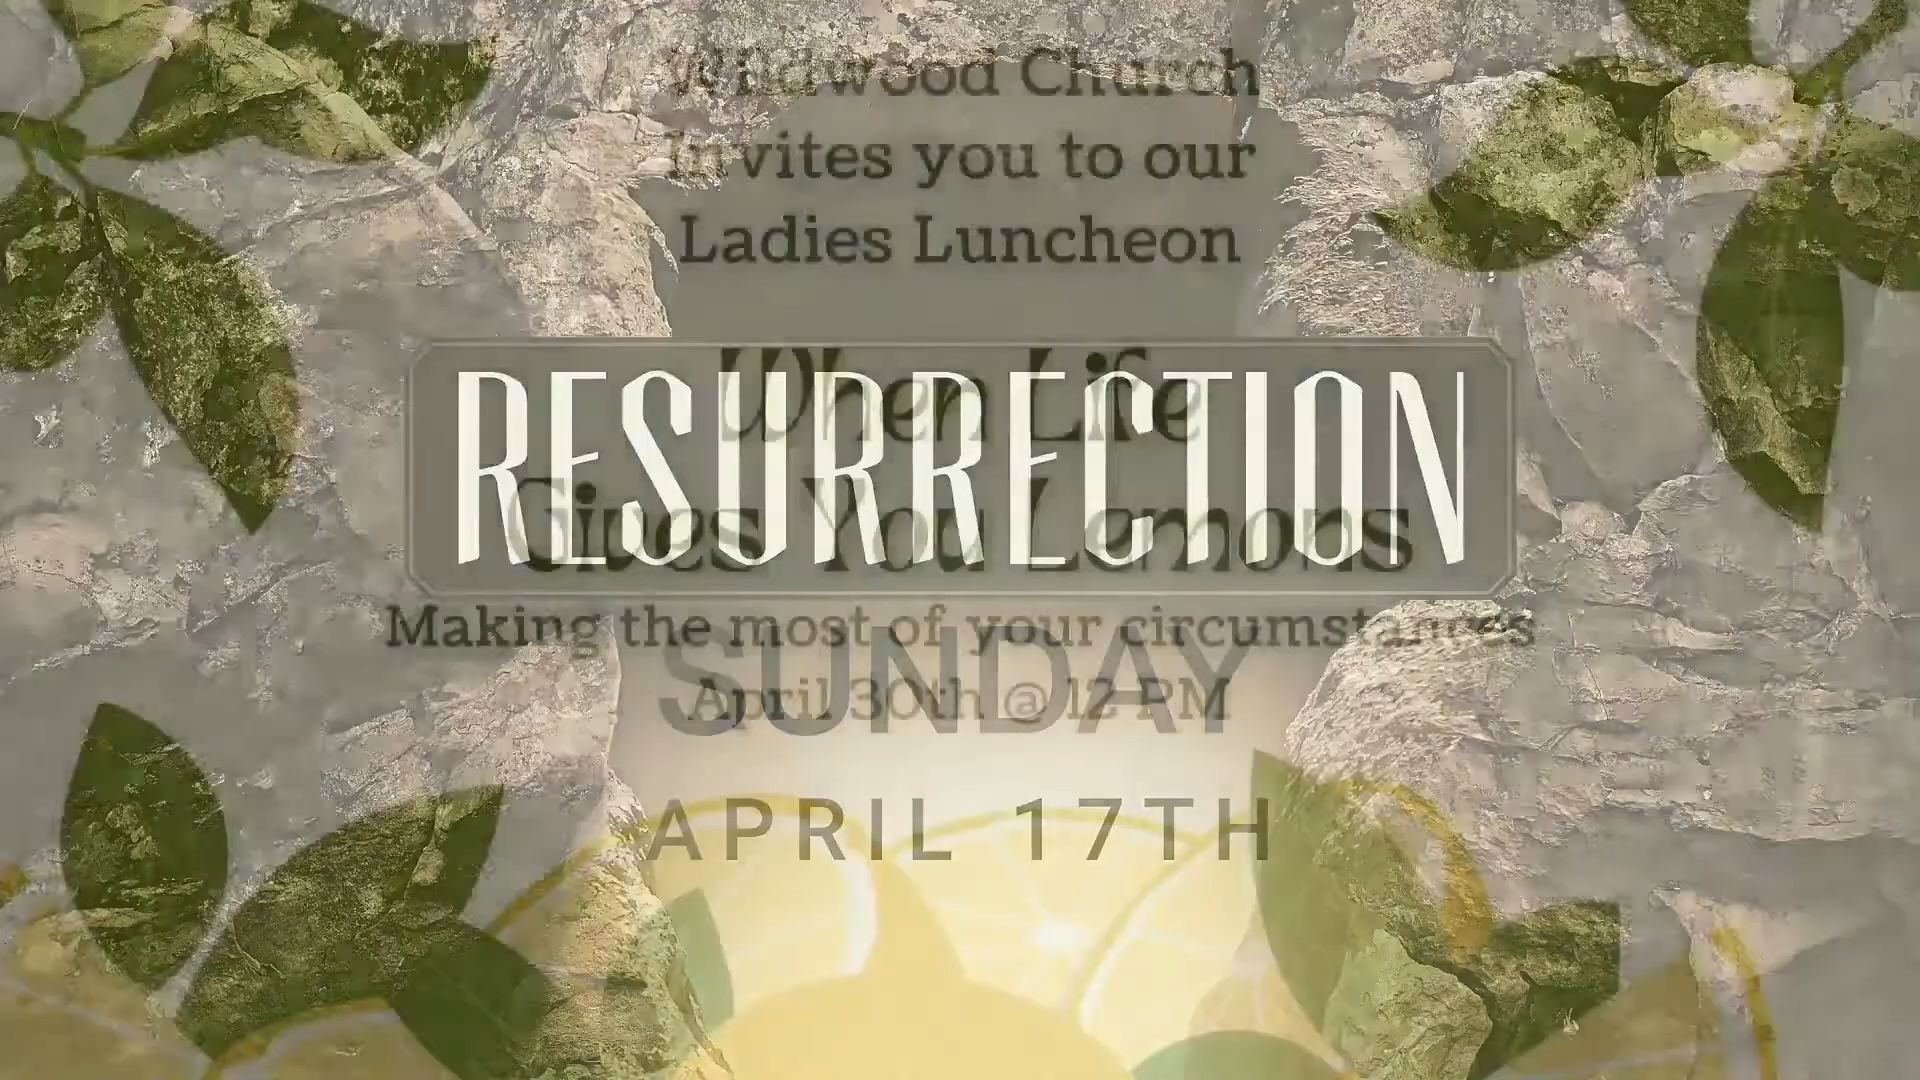 Wildwood Church
invites you to our
Ladies Luncheon
When Life
Gives You Lemons
RESURRECTION
Making the most of your circumstances
SUNDAY
April 30th @ 12 PM
APRIL 17TH